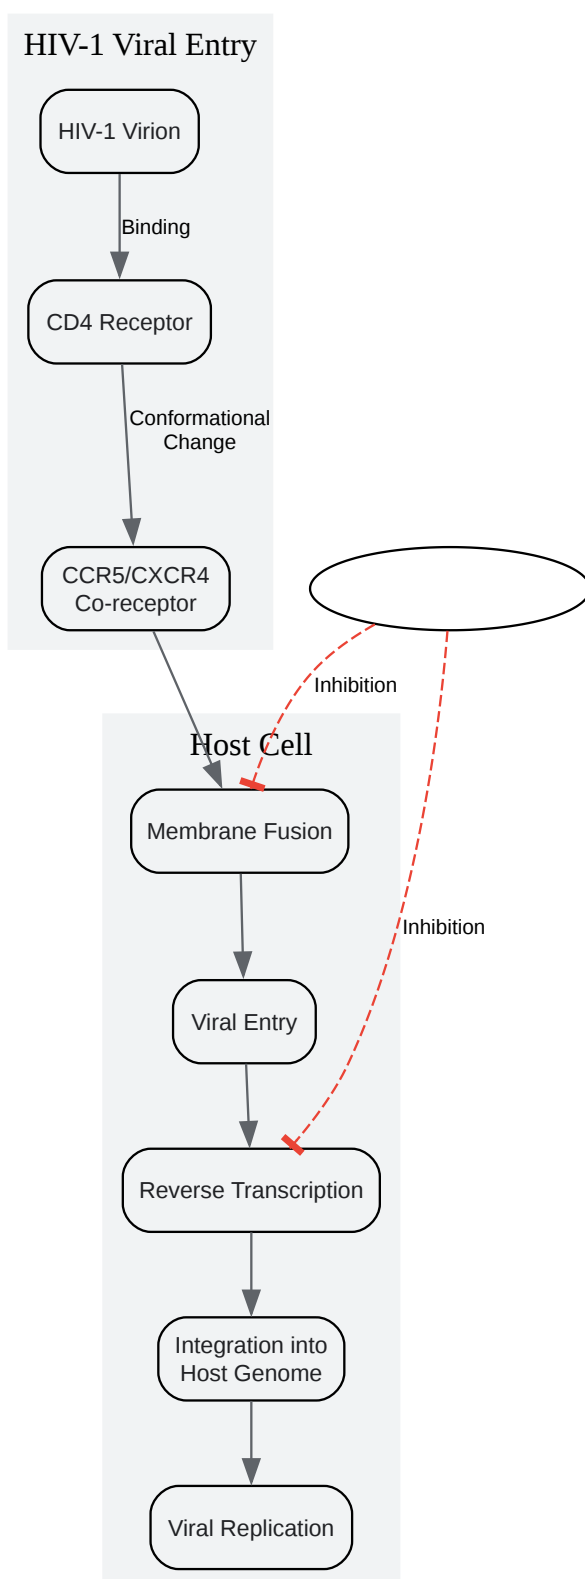 HIV-1 Viral Entry
HIV-1 Virion
Binding
CD4 Receptor
Conformational
Change
CCR5/CXCR4
Co-receptor
Inhibition
Host Cell
Membrane Fusion
Inhibition
Viral Entry
Reverse Transcription
Integration into
Host Genome
Viral Replication